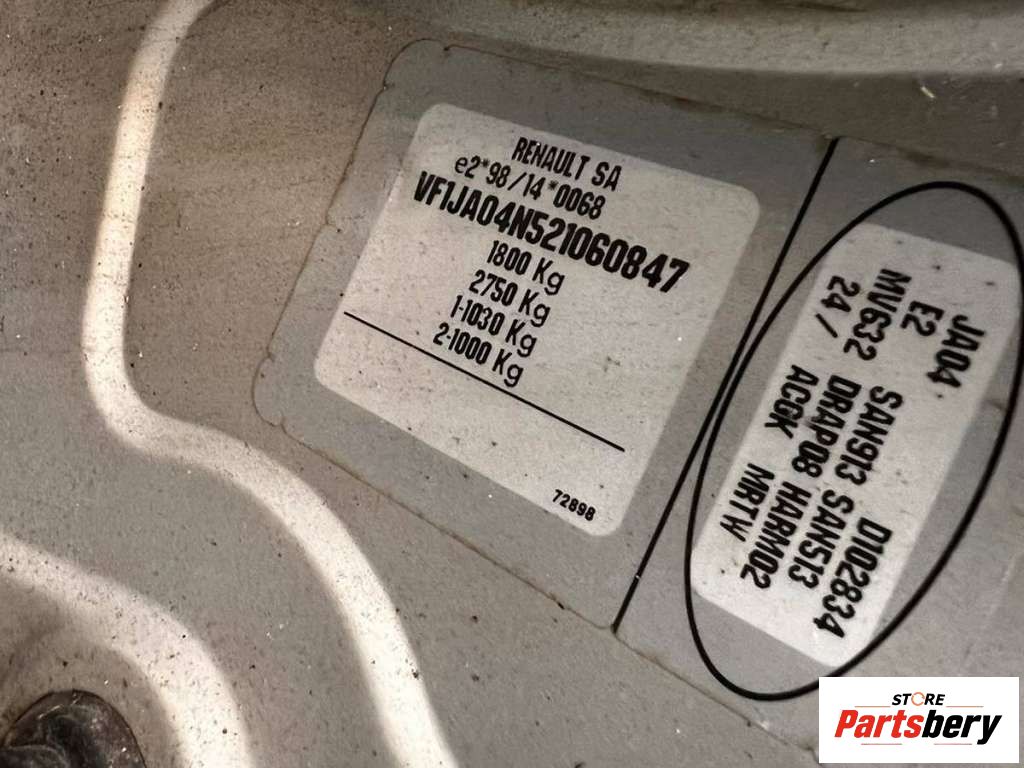 RENAULT SA
e2*98/14*0068
VF1JA04N521060847
1800 Kg
2750 Kg
1-1030 Kg
2-1000 Kg
72898
JA04 D102834
E2 SAN913 SAN513
MV632 DRAP08 HARM02
24 / ACGK MRTW
STORE
Partsbery